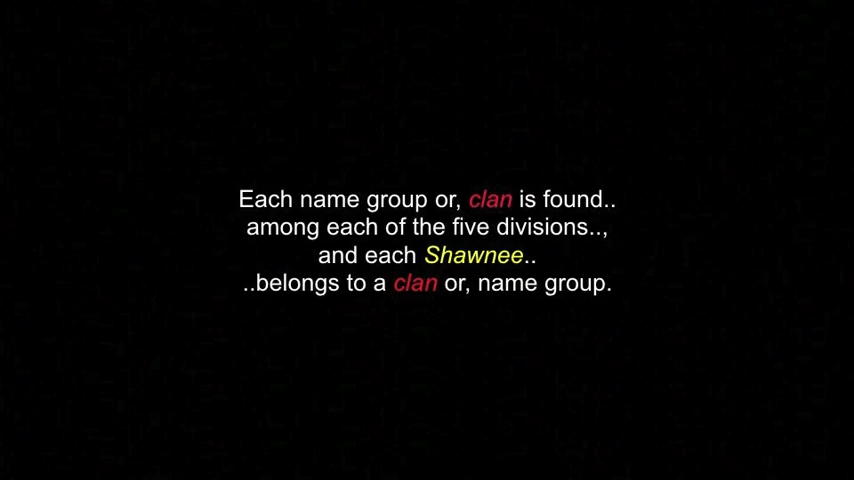 Each name group or, clan is found..
among each of the five divisions..,
and each Shawnee..
..belongs to a clan or, name group.